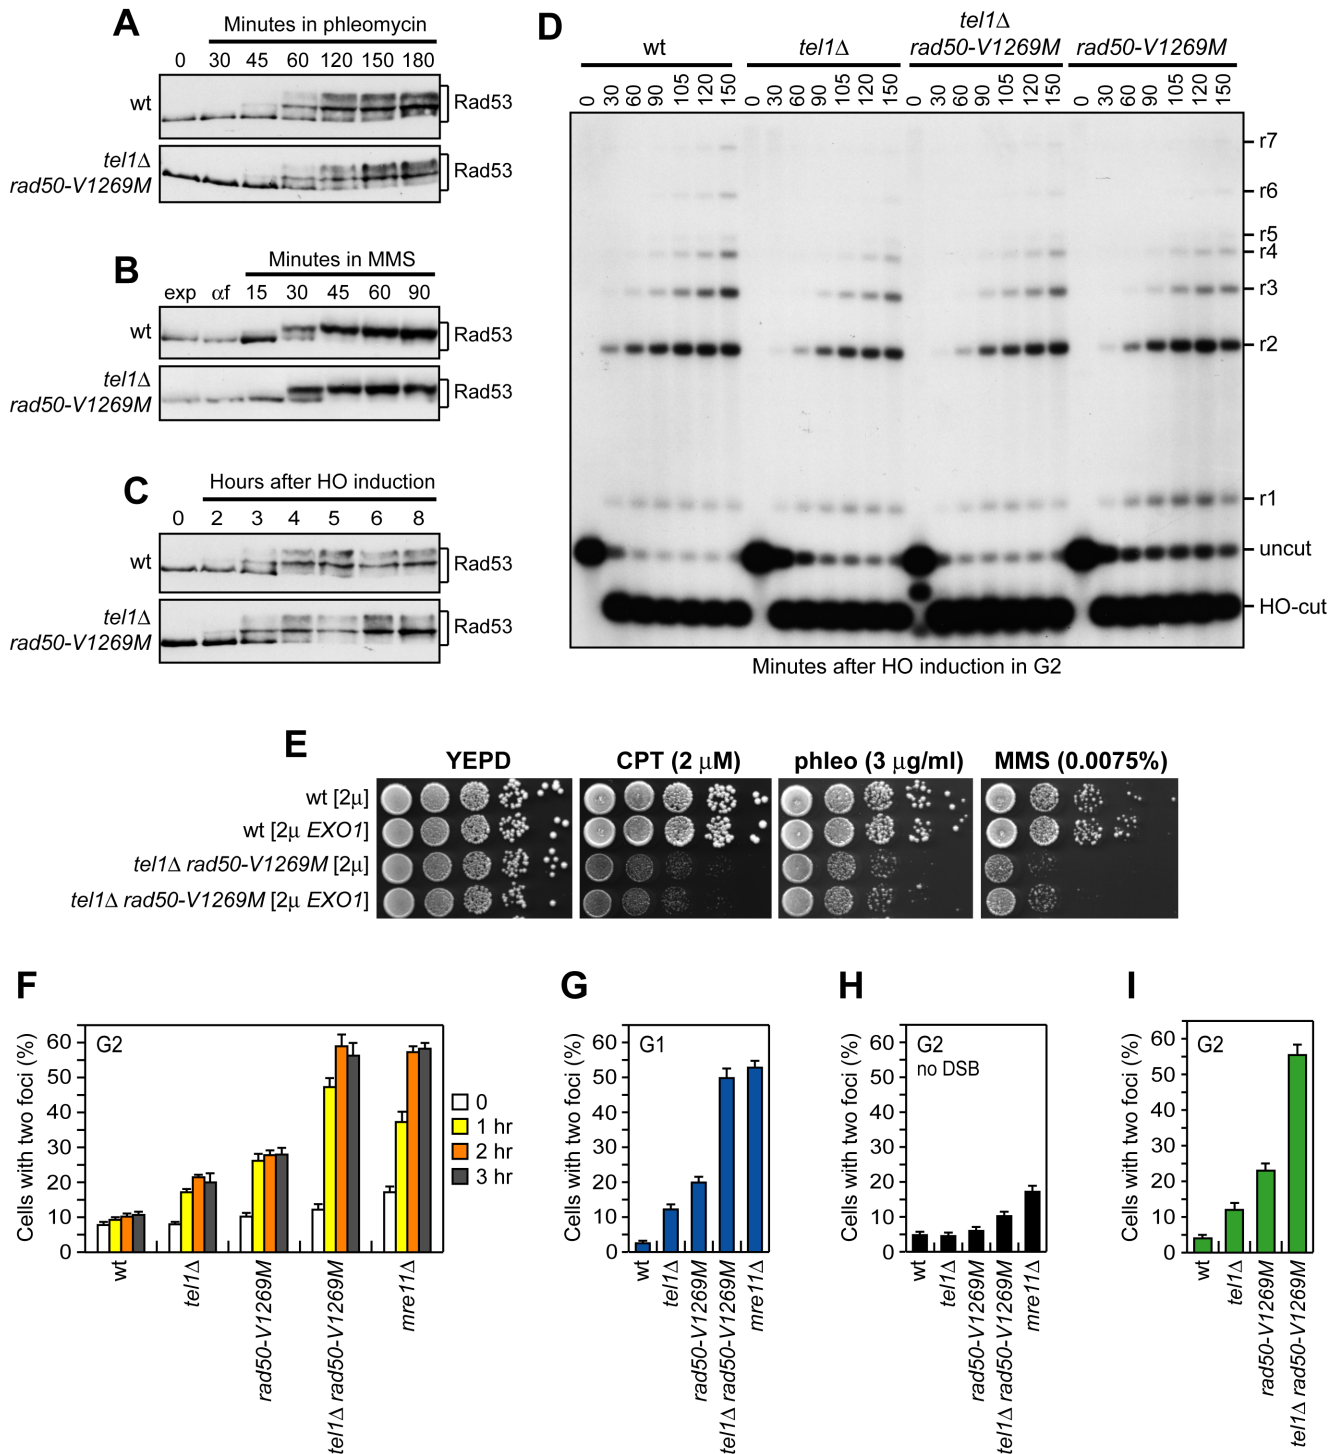 A
Minutes in phleomycin
0 30 45 60 120 150 180
wt
Rad53
tel1Δ
rad50-V1269M
Rad53
B
Minutes in MMS
exp αf 15 30 45 60 90
wt
Rad53
tel1Δ
rad50-V1269M
Rad53
C
Hours after HO induction
0 2 3 4 5 6 8
wt
Rad53
tel1Δ
rad50-V1269M
Rad53
D
wt
tel1Δ
tel1Δ
rad50-V1269M
rad50-V1269M
0 30 60 90 105 120 150 0 30 60 90 105 120 150 0 30 60 90 105 120 150 0 30 60 90 105 120 150
r7
r6
r5
r4
r3
r2
r1
uncut
HO-cut
Minutes after HO induction in G2
E
YEPD
CPT (2 μM)
phleo (3 μg/ml)
MMS (0.0075%)
wt [2μ]
wt [2μ EXO1]
tel1Δ rad50-V1269M [2μ]
tel1Δ rad50-V1269M [2μ EXO1]
F
Cells with two foci (%)
60
50
40
30
20
10
0
G2
0
1 hr
2 hr
3 hr
wt
tel1Δ
rad50-V1269M
tel1Δ rad50-V1269M
mre11Δ
G
Cells with two foci (%)
60
50
40
30
20
10
0
G1
wt
tel1Δ
rad50-V1269M
tel1Δ rad50-V1269M
mre11Δ
H
Cells with two foci (%)
60
50
40
30
20
10
0
G2
no DSB
wt
tel1Δ
rad50-V1269M
tel1Δ rad50-V1269M
mre11Δ
I
Cells with two foci (%)
60
50
40
30
20
10
0
G2
wt
tel1Δ
rad50-V1269M
tel1Δ rad50-V1269M